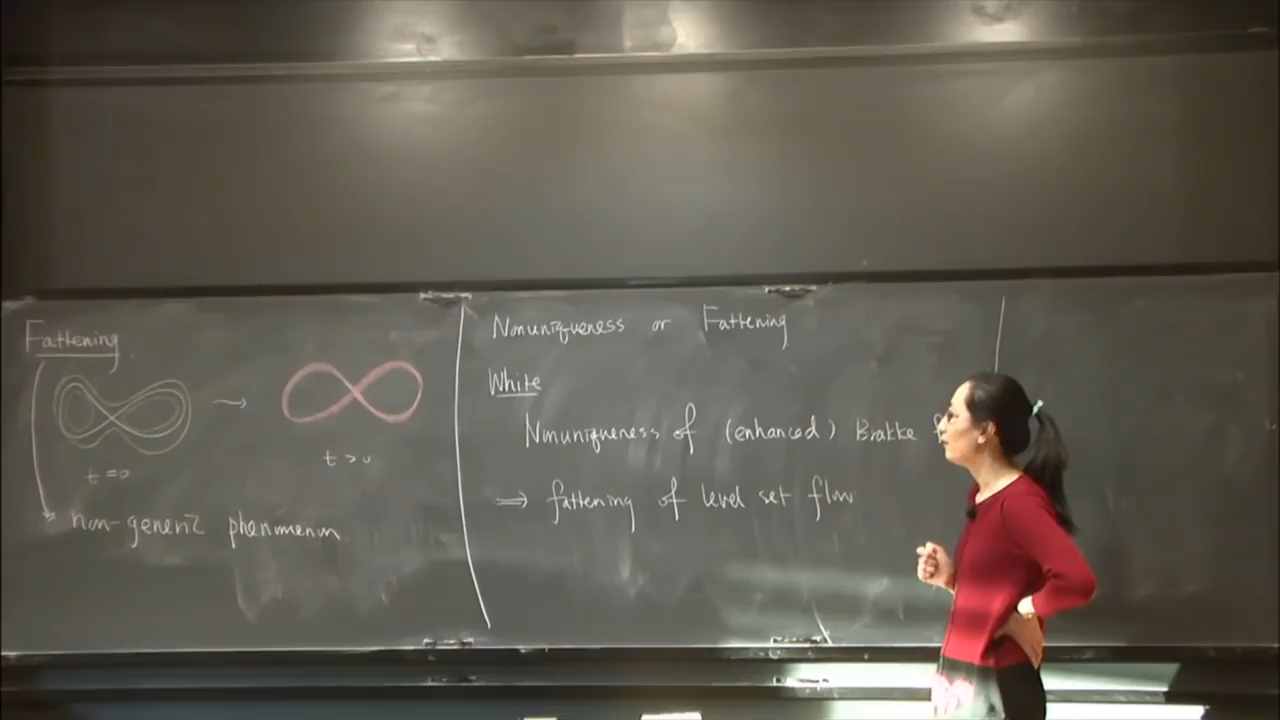 Fattening.
t=0
t>0
non-generic phenomenon.
Nonuniqueness or Fattening
White
Nonuniqueness of (enhanced) Brakke
⇒ fattening of level set flow